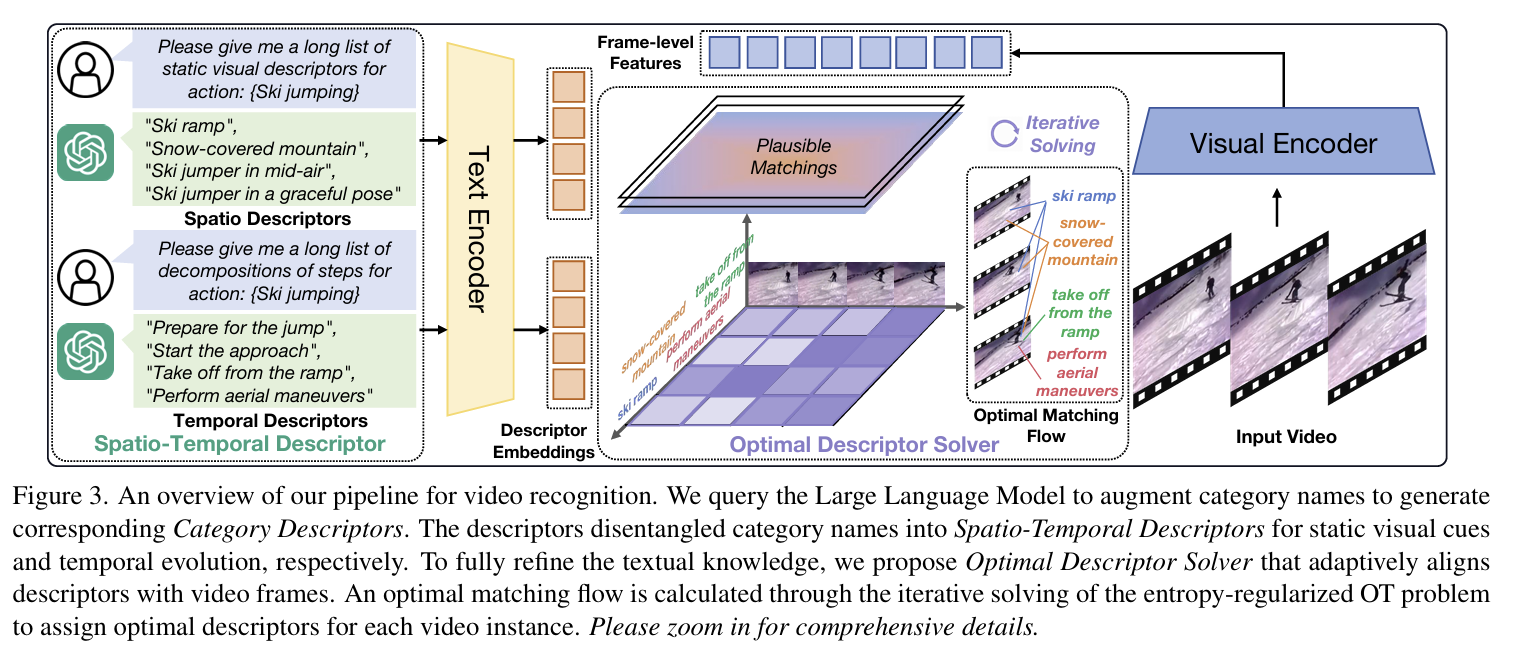 Please give me a long list of
static visual descriptors for
action: {Ski jumping}
"Ski ramp",
"Snow-covered mountain",
"Ski jumper in mid-air",
"Ski jumper in a graceful pose"
Spatio Descriptors
Please give me a long list of
decompositions of steps for
action: {Ski jumping}
"Prepare for the jump",
"Start the approach",
"Take off from the ramp",
"Perform aerial maneuvers"
Temporal Descriptors
Spatio-Temporal Descriptor
Text Encoder
Descriptor
Embeddings
Frame-level
Features
Plausible
Matchings
Iterative
Solving
take off from
the ramp
perform aerial
maneuvers
snow-covered
mountain
ski ramp
Optimal Descriptor Solver
ski ramp
snow-
covered
mountain
take off
from the
ramp
perform
aerial
maneuvers
Optimal Matching
Flow
Visual Encoder
Input Video
Figure 3. An overview of our pipeline for video recognition. We query the Large Language Model to augment category names to generate
corresponding Category Descriptors. The descriptors disentangled category names into Spatio-Temporal Descriptors for static visual cues
and temporal evolution, respectively. To fully refine the textual knowledge, we propose Optimal Descriptor Solver that adaptively aligns
descriptors with video frames. An optimal matching flow is calculated through the iterative solving of the entropy-regularized OT problem
to assign optimal descriptors for each video instance. Please zoom in for comprehensive details.